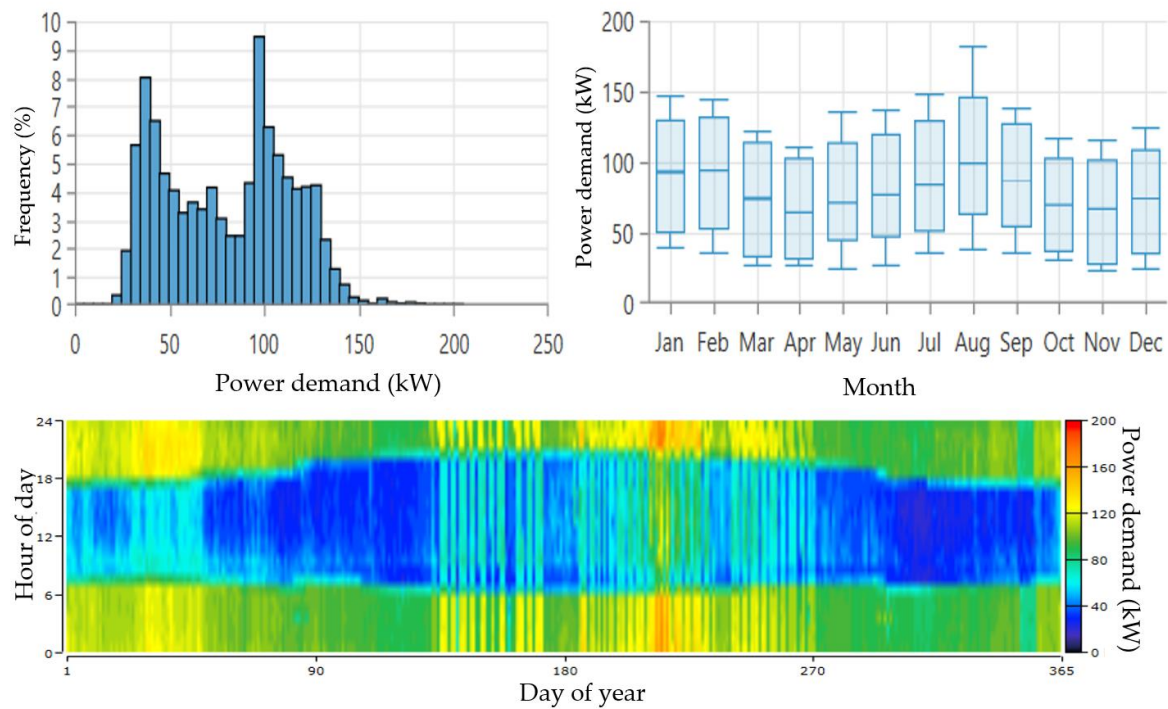 10
9
8
7
6
5
4
3
2
1
0
Frequency (%)
0 50 100 150 200 250
Power demand (kW)
200
150
100
50
0
Power demand (kW)
Jan Feb Mar Apr May Jun Jul Aug Sep Oct Nov Dec
Month
24
18
12
6
0
Hour of day
1 90 180 270 365
Day of year
200
160
120
80
40
0
Power demand (kW)